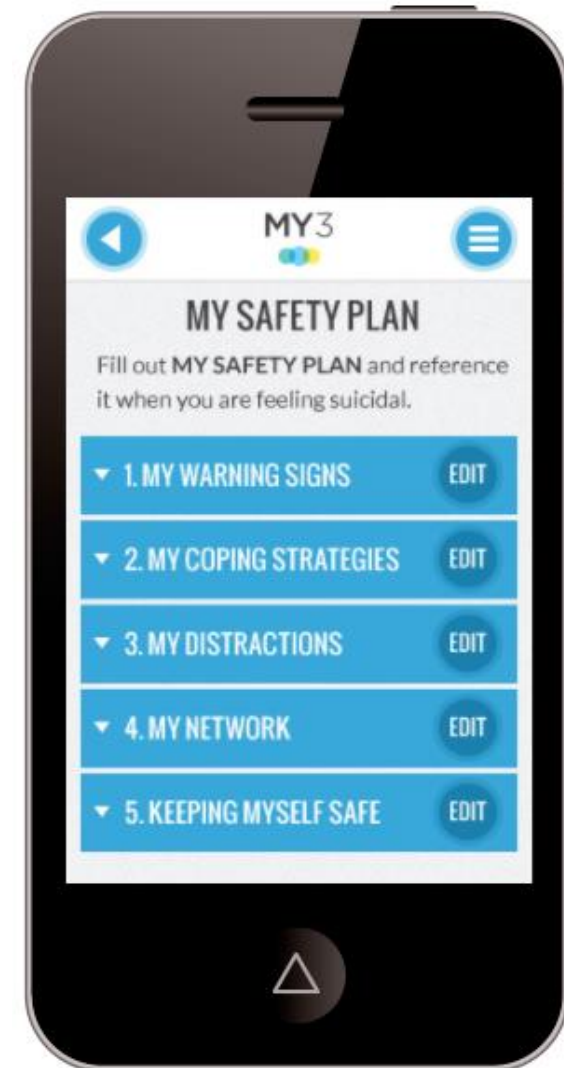 MY3
MY SAFETY PLAN
Fill out MY SAFETY PLAN and reference
it when you are feeling suicidal.
1. MY WARNING SIGNS EDIT
2. MY COPING STRATEGIES EDIT
3. MY DISTRACTIONS EDIT
4. MY NETWORK EDIT
5. KEEPING MYSELF SAFE EDIT